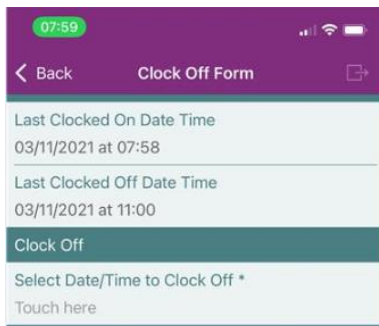 07:59
Back Clock Off Form
Last Clocked On Date Time
03/11/2021 at 07:58
Last Clocked Off Date Time
03/11/2021 at 11:00
Clock Off
Select Date/Time to Clock Off *
Touch here